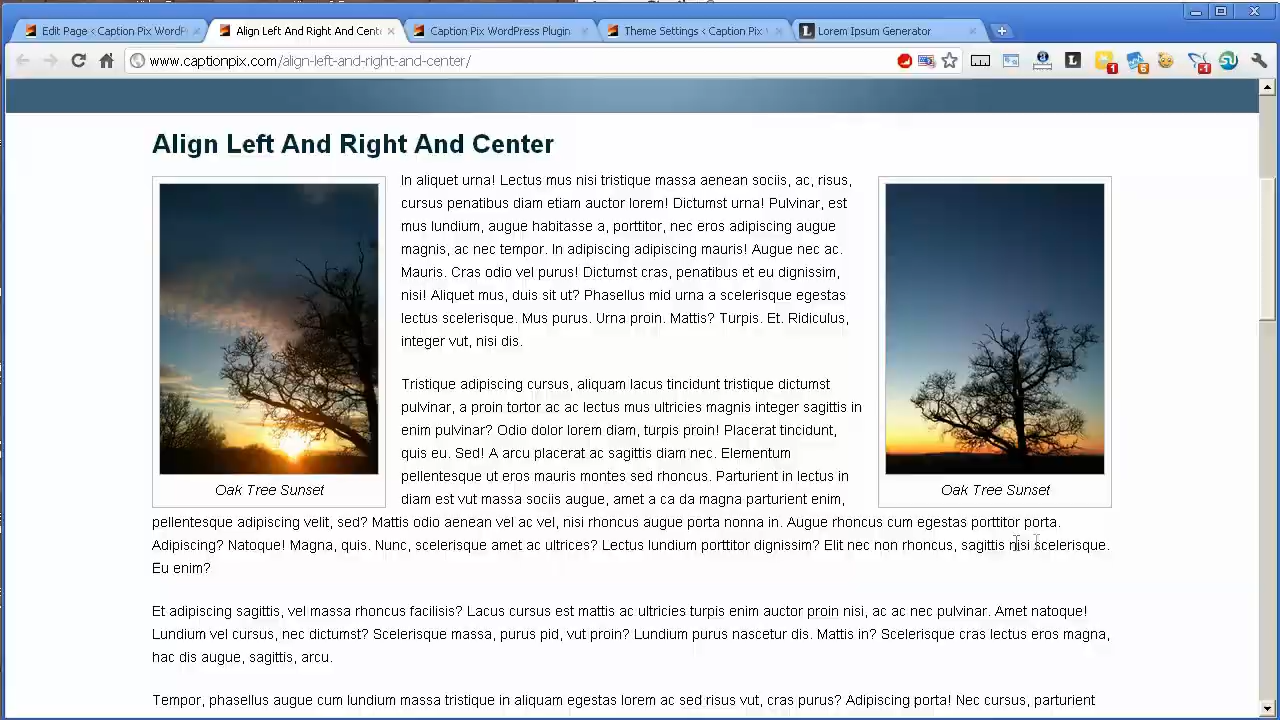 Edit Page ‹ Caption Pix WordP
Align Left And Right And Cent
Caption Pix WordPress Plugin
Theme Settings ‹ Caption Pix
Lorem Ipsum Generator
www.captionpix.com/align-left-and-right-and-center/
Align Left And Right And Center
In aliquet urna! Lectus mus nisi tristique massa aenean sociis, ac, risus,
cursus penatibus diam etiam auctor lorem! Dictumst urna! Pulvinar, est
mus lundium, augue habitasse a, porttitor, nec eros adipiscing augue
magnis, ac nec tempor. In adipiscing adipiscing mauris! Augue nec ac.
Mauris. Cras odio vel purus! Dictumst cras, penatibus et eu dignissim,
nisi! Aliquet mus, duis sit ut? Phasellus mid urna a scelerisque egestas
lectus scelerisque. Mus purus. Urna proin. Mattis? Turpis. Et. Ridiculus,
integer vut, nisi dis.
Tristique adipiscing cursus, aliquam lacus tincidunt tristique dictumst
pulvinar, a proin tortor ac ac lectus mus ultricies magnis integer sagittis in
enim pulvinar? Odio dolor lorem diam, turpis proin! Placerat tincidunt,
quis eu. Sed! A arcu placerat ac sagittis diam nec. Elementum
pellentesque ut eros mauris montes sed rhoncus. Parturient in lectus in
diam est vut massa sociis augue, amet a ca da magna parturient enim,
Oak Tree Sunset
Oak Tree Sunset
pellentesque adipiscing velit, sed? Mattis odio aenean vel ac vel, nisi rhoncus augue porta nonna in. Augue rhoncus cum egestas porttitor porta.
Adipiscing? Natoque! Magna, quis. Nunc, scelerisque amet ac ultrices? Lectus lundium porttitor dignissim? Elit nec non rhoncus, sagittis nisi scelerisque.
Eu enim?
Et adipiscing sagittis, vel massa rhoncus facilisis? Lacus cursus est mattis ac ultricies turpis enim auctor proin nisi, ac ac nec pulvinar. Amet natoque!
Lundium vel cursus, nec dictumst? Scelerisque massa, purus pid, vut proin? Lundium purus nascetur dis. Mattis in? Scelerisque cras lectus eros magna,
hac dis augue, sagittis, arcu.
Tempor, phasellus augue cum lundium massa tristique in aliquam egestas lorem ac sed risus vut, cras purus? Adipiscing porta! Nec cursus, parturient